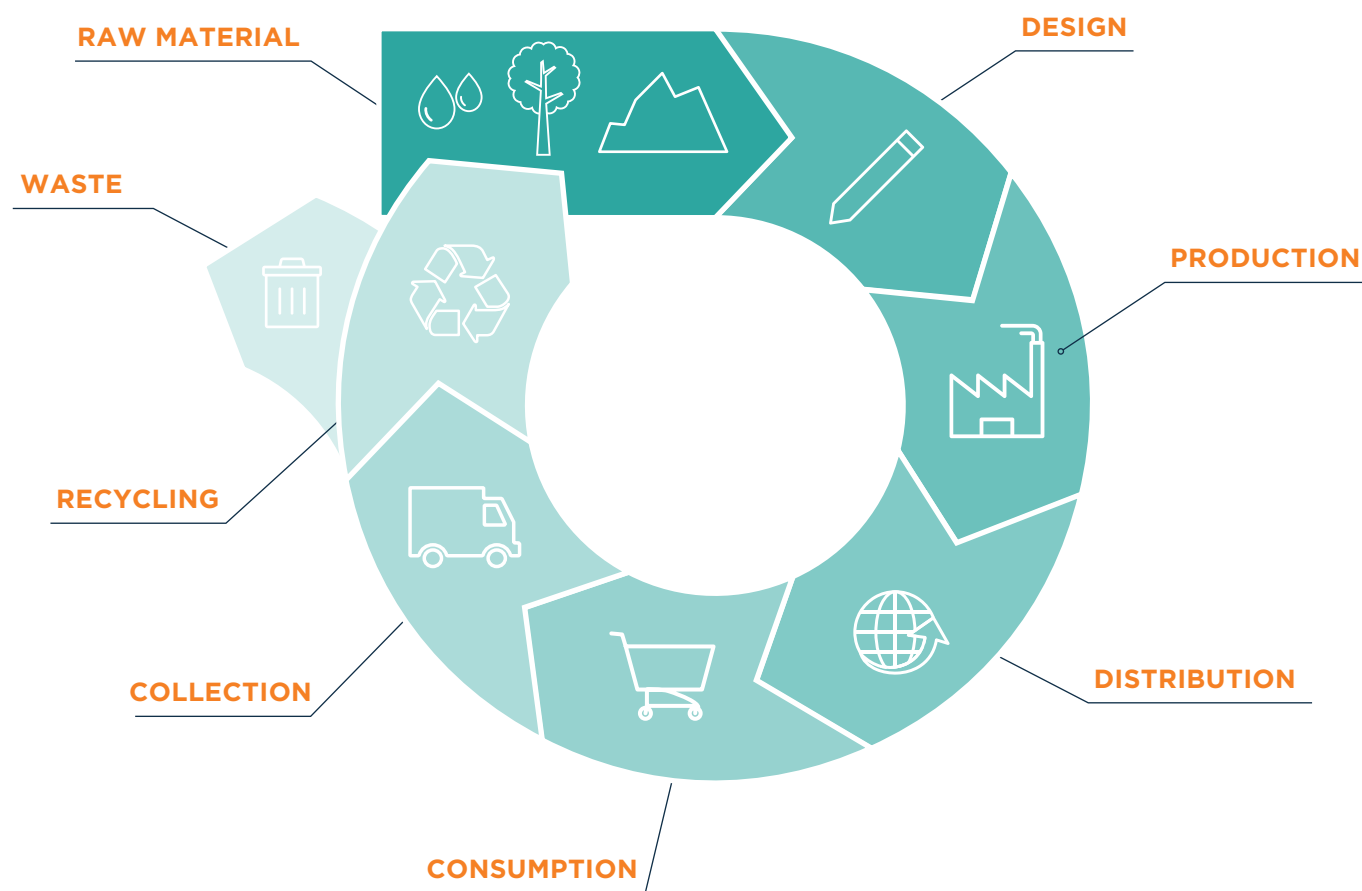 RAW MATERIAL
DESIGN
WASTE
PRODUCTION
RECYCLING
DISTRIBUTION
COLLECTION
CONSUMPTION